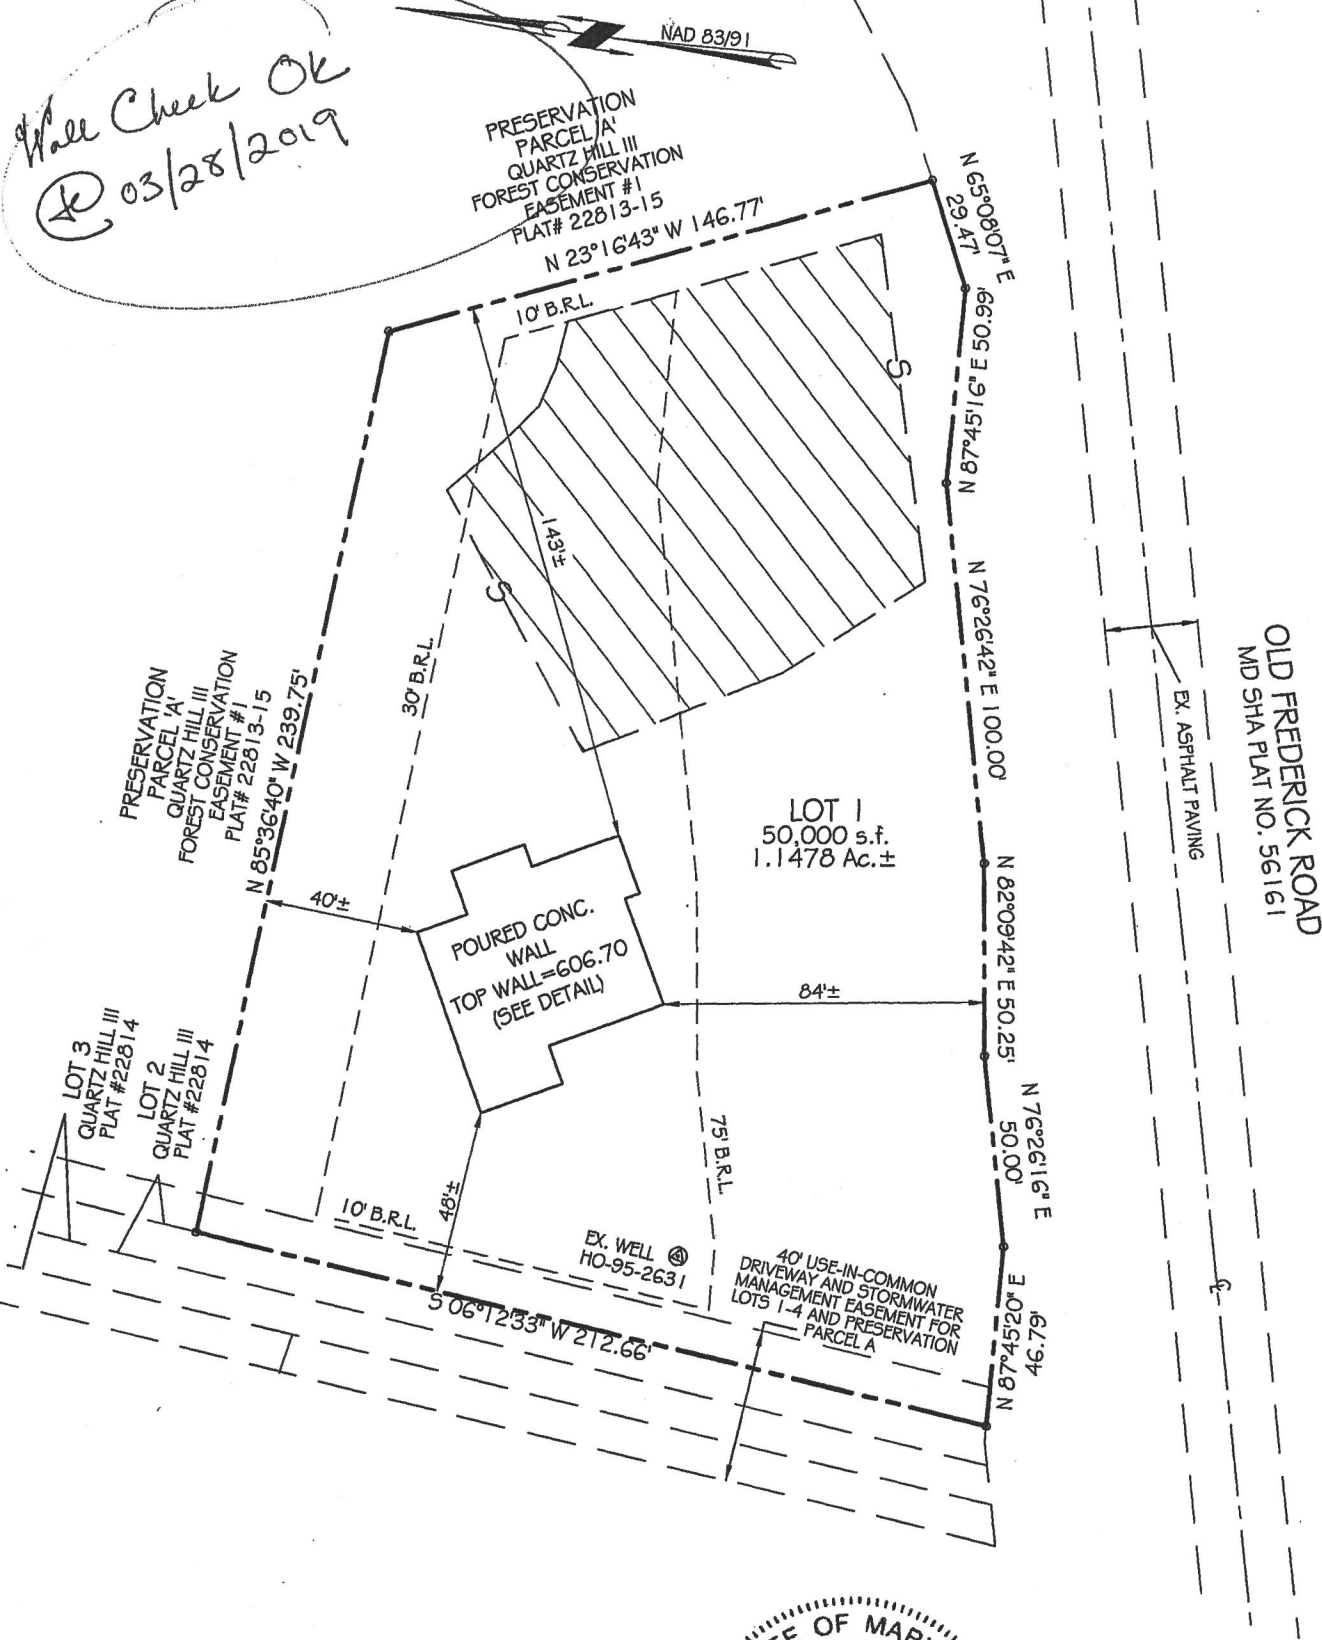 Wall Check OK
03/28/2019
NAD 83/91
PRESERVATION
PARCEL 'A'
QUARTZ HILL III
FOREST CONSERVATION
EASEMENT #1
PLAT# 22813-15
N 23°16'43" W 146.77'
N 65°08'07" E
29.47'
10' B.R.L.
S
N 87°45'16" E 50.99'
143'±
S
N 76°26'42" E 100.00'
30' B.R.L.
OLD FREDERICK ROAD
MD SHA PLAT NO. 56161
EX. ASPHALT PAVING
PRESERVATION
PARCEL 'A'
QUARTZ HILL III
FOREST CONSERVATION
EASEMENT #1
PLAT# 22813-15
N 85°36'40" W 239.75'
LOT 1
50,000 s.f.
1.1478 Ac.±
40'±
POURED CONC.
WALL
TOP WALL=606.70
(SEE DETAIL)
84'±
N 82°09'42" E 50.25'
LOT 3
QUARTZ HILL III
PLAT #22814
LOT 2
QUARTZ HILL III
PLAT #22814
75' B.R.L.
N 76°26'16" E
50.00'
10' B.R.L.
48'±
EX. WELL
HO-95-2631
40' USE-IN-COMMON
DRIVEWAY AND STORMWATER
MANAGEMENT EASEMENT FOR
LOTS 1-4 AND PRESERVATION
PARCEL A
S 06°12'33" W 212.66'
N 87°45'20" E
46.79'
OF